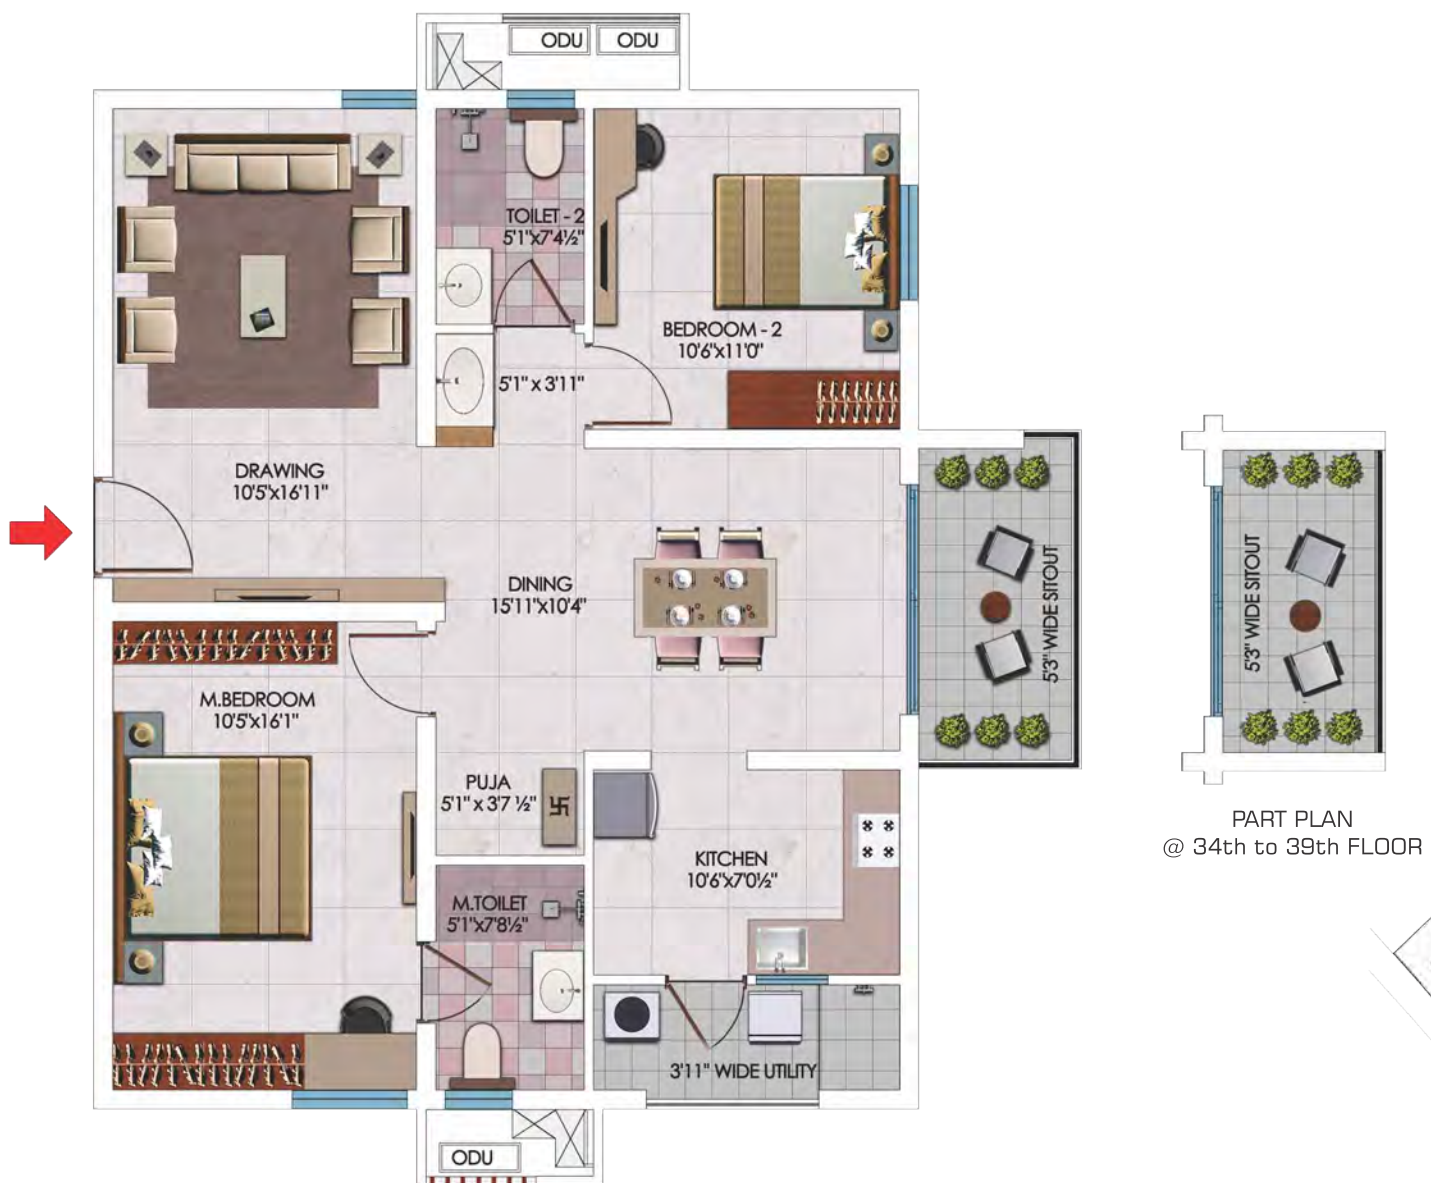 ODU
ODU
TOILET - 2
5'1"x7'4½"
BEDROOM - 2
10'6"x11'0"
5'1" x 3'11"
DRAWING
10'5"x16'11"
DINING
15'11"x10'4"
5'3" WIDE SITOUT
5'3" WIDE SITOUT
M.BEDROOM
10'5"x16'1"
PUJA
5'1" x 3'7 ½"
PART PLAN
@ 34th to 39th FLOOR
KITCHEN
10'6"x7'0½"
M.TOILET
5'1"x7'8½"
3'11" WIDE UTILITY
ODU